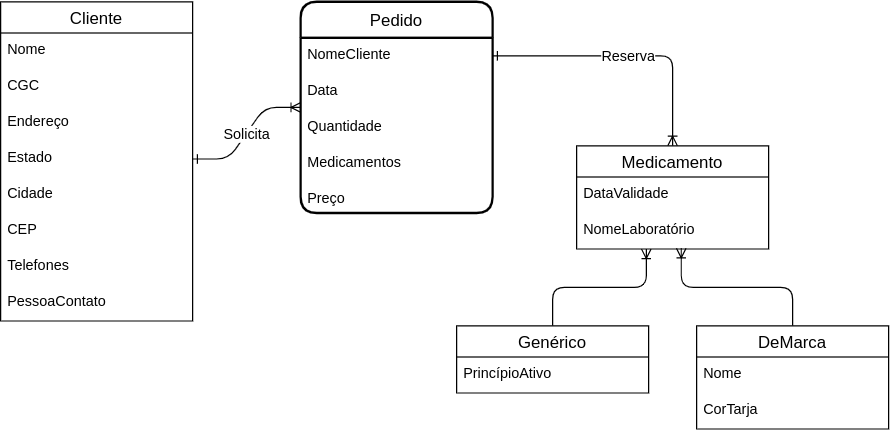 Cliente
Nome
CGC
Endereço
Estado
Cidade
CEP
Telefones
PessoaContato
Solicita
Pedido
NomeCliente
Data
Quantidade
Medicamentos
Preço
Reserva
Medicamento
DataValidade
NomeLaboratório
Genérico
PrincípioAtivo
DeMarca
Nome
CorTarja